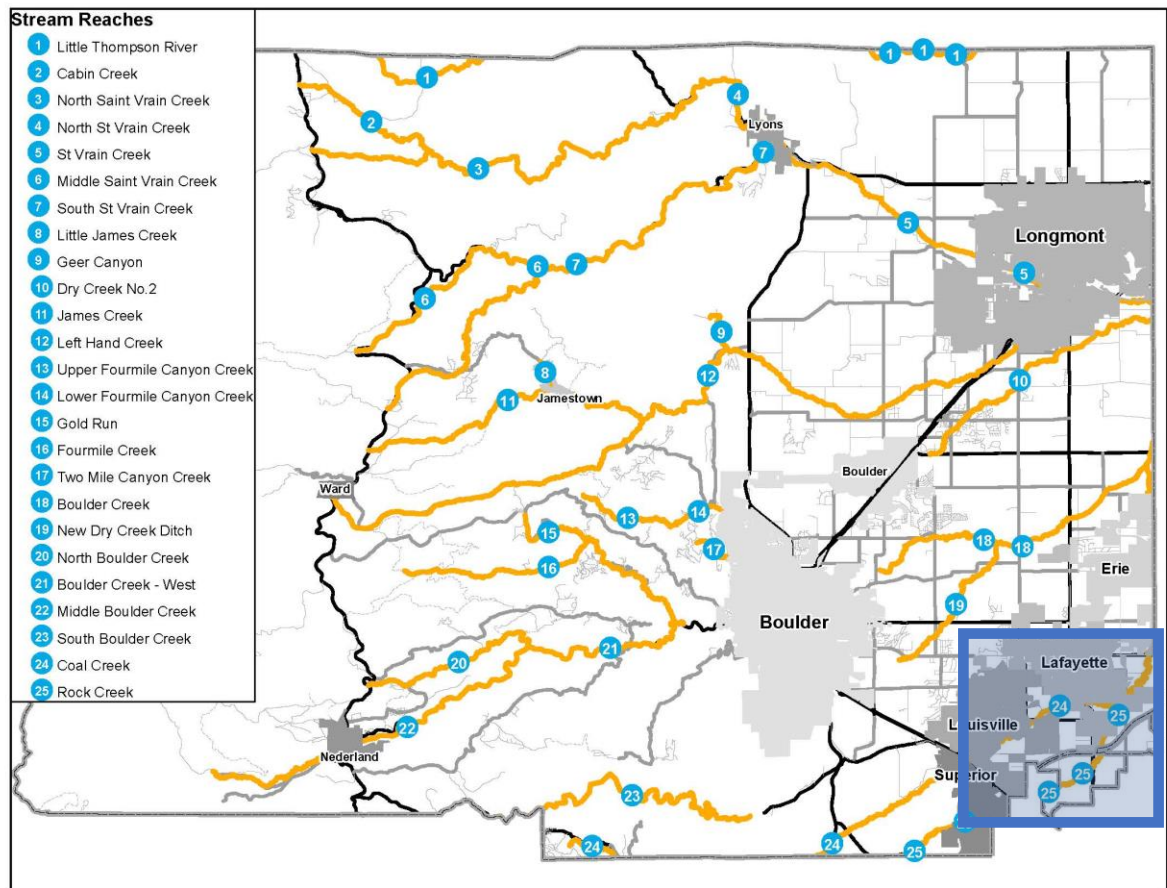 Stream Reaches
1 Little Thompson River
2 Cabin Creek
3 North Saint Vrain Creek
4 North St Vrain Creek
5 St Vrain Creek
6 Middle Saint Vrain Creek
7 South St Vrain Creek
8 Little James Creek
9 Geer Canyon
10 Dry Creek No.2
11 James Creek
12 Left Hand Creek
13 Upper Fourmile Canyon Creek
14 Lower Fourmile Canyon Creek
15 Gold Run
16 Fourmile Creek
17 Two Mile Canyon Creek
18 Boulder Creek
19 New Dry Creek Ditch
20 North Boulder Creek
21 Boulder Creek - West
22 Middle Boulder Creek
23 South Boulder Creek
24 Coal Creek
25 Rock Creek
1 1 1
1
4
2
Lyons
7
3
5
Longmont
6 7
5
6
9
8
12
10
11
Jamestown
Boulder
Ward
13 14
15
18 18
17
16
Erie
19
Boulder
21
20
Lafayette
24
25
22
Louisville
Nederland
Superior
25
23
25
24
24
25